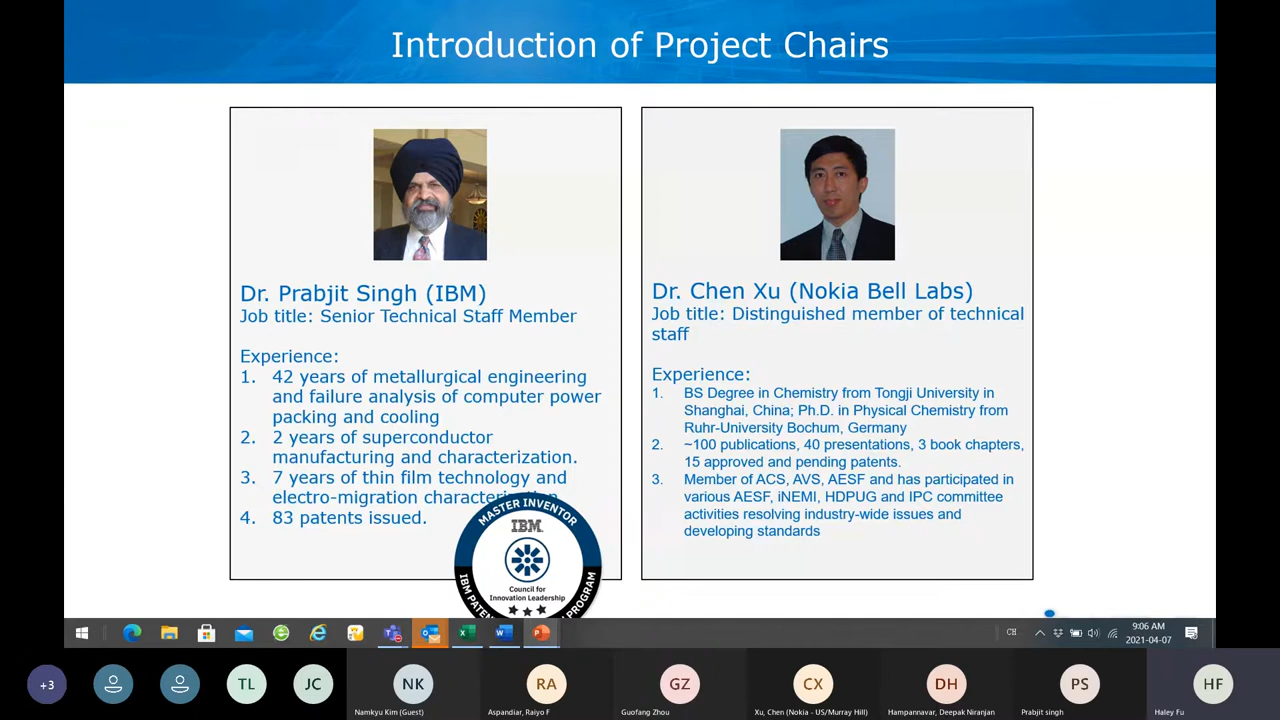 Introduction of Project Chairs
Dr. Prabjit Singh (IBM)
Job title: Senior Technical Staff Member
Experience:
1. 42 years of metallurgical engineering
and failure analysis of computer power
packing and cooling
2. 2 years of superconductor
manufacturing and characterization.
3. 7 years of thin film technology and
electro-migration
4. 83 patents issued.
MASTER INVENTOR
IBM
Council for
Innovation Leadership
IBM PROGRAM
Dr. Chen Xu (Nokia Bell Labs)
Job title: Distinguished member of technical
staff
Experience:
1. BS Degree in Chemistry from Tongji University in
Shanghai, China; Ph.D. in Physical Chemistry from
Ruhr-University Bochum, Germany
2. ~100 publications, 40 presentations, 3 book chapters,
15 approved and pending patents.
3. Member of ACS, AVS, AESF and has participated in
various AESF, iNEMI, HDPUG and IPC committee
activities resolving industry-wide issues and
developing standards
CH
9:06 AM
2021-04-07
+3
TL
JC
NK
RA
GZ
CX
DH
PS
HF
Namkyu Kim (Guest)
Aspandiar, Raiyo F
Guofang Zhou
Xu, Chen (Nokia - US/Murray Hill)
Hampannavar, Deepak Niranjan
Prabjit singh
Haley Fu